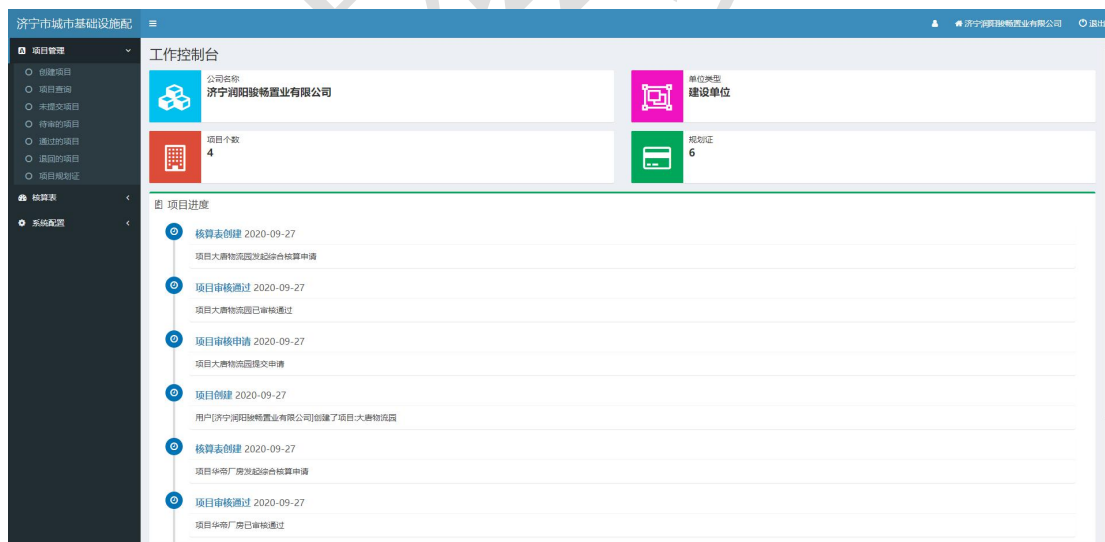 济宁市城市基础设施配
济宁润阳骏畅置业有限公司
退出
项目管理
创建项目
项目查询
未提交项目
待审的项目
通过的项目
退回的项目
项目规划证
核算表
系统配置
工作控制台
公司名称
济宁润阳骏畅置业有限公司
单位类型
建设单位
项目个数
4
规划证
6
项目进度
核算表创建 2020-09-27
项目大唐物流园发起综合核算申请
项目审核通过 2020-09-27
项目大唐物流园已审核通过
项目审核申请 2020-09-27
项目大唐物流园提交申请
项目创建 2020-09-27
用户[济宁润阳骏畅置业有限公司]创建了项目:大唐物流园
核算表创建 2020-09-27
项目华帝厂房发起综合核算申请
项目审核通过 2020-09-27
项目华帝厂房已审核通过